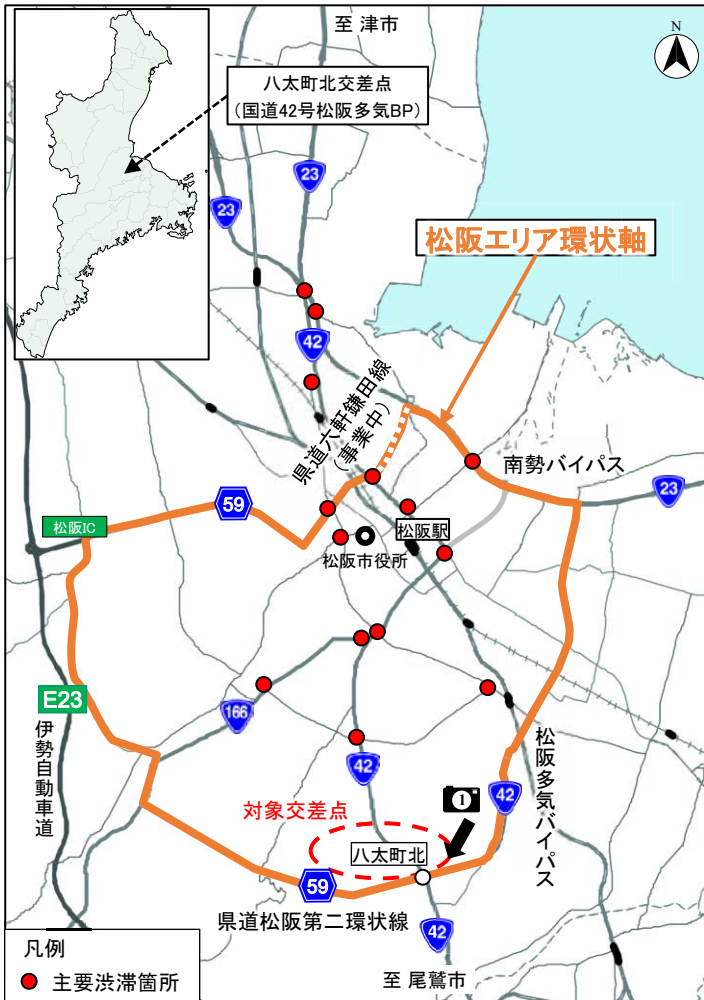 至 津市
N
八太町北交差点
(国道42号松阪多気BP)
23
23
松阪エリア環状軸
42
県道六軒鎌田線
(事業中)
南勢バイパス
23
59
松阪IC
松阪駅
松阪市役所
E23
166
伊勢自動車道
42
松阪多気バイパス
42
対象交差点
1
八太町北
59
県道松阪第二環状線
42
至 尾鷲市
凡例
主要渋滞箇所